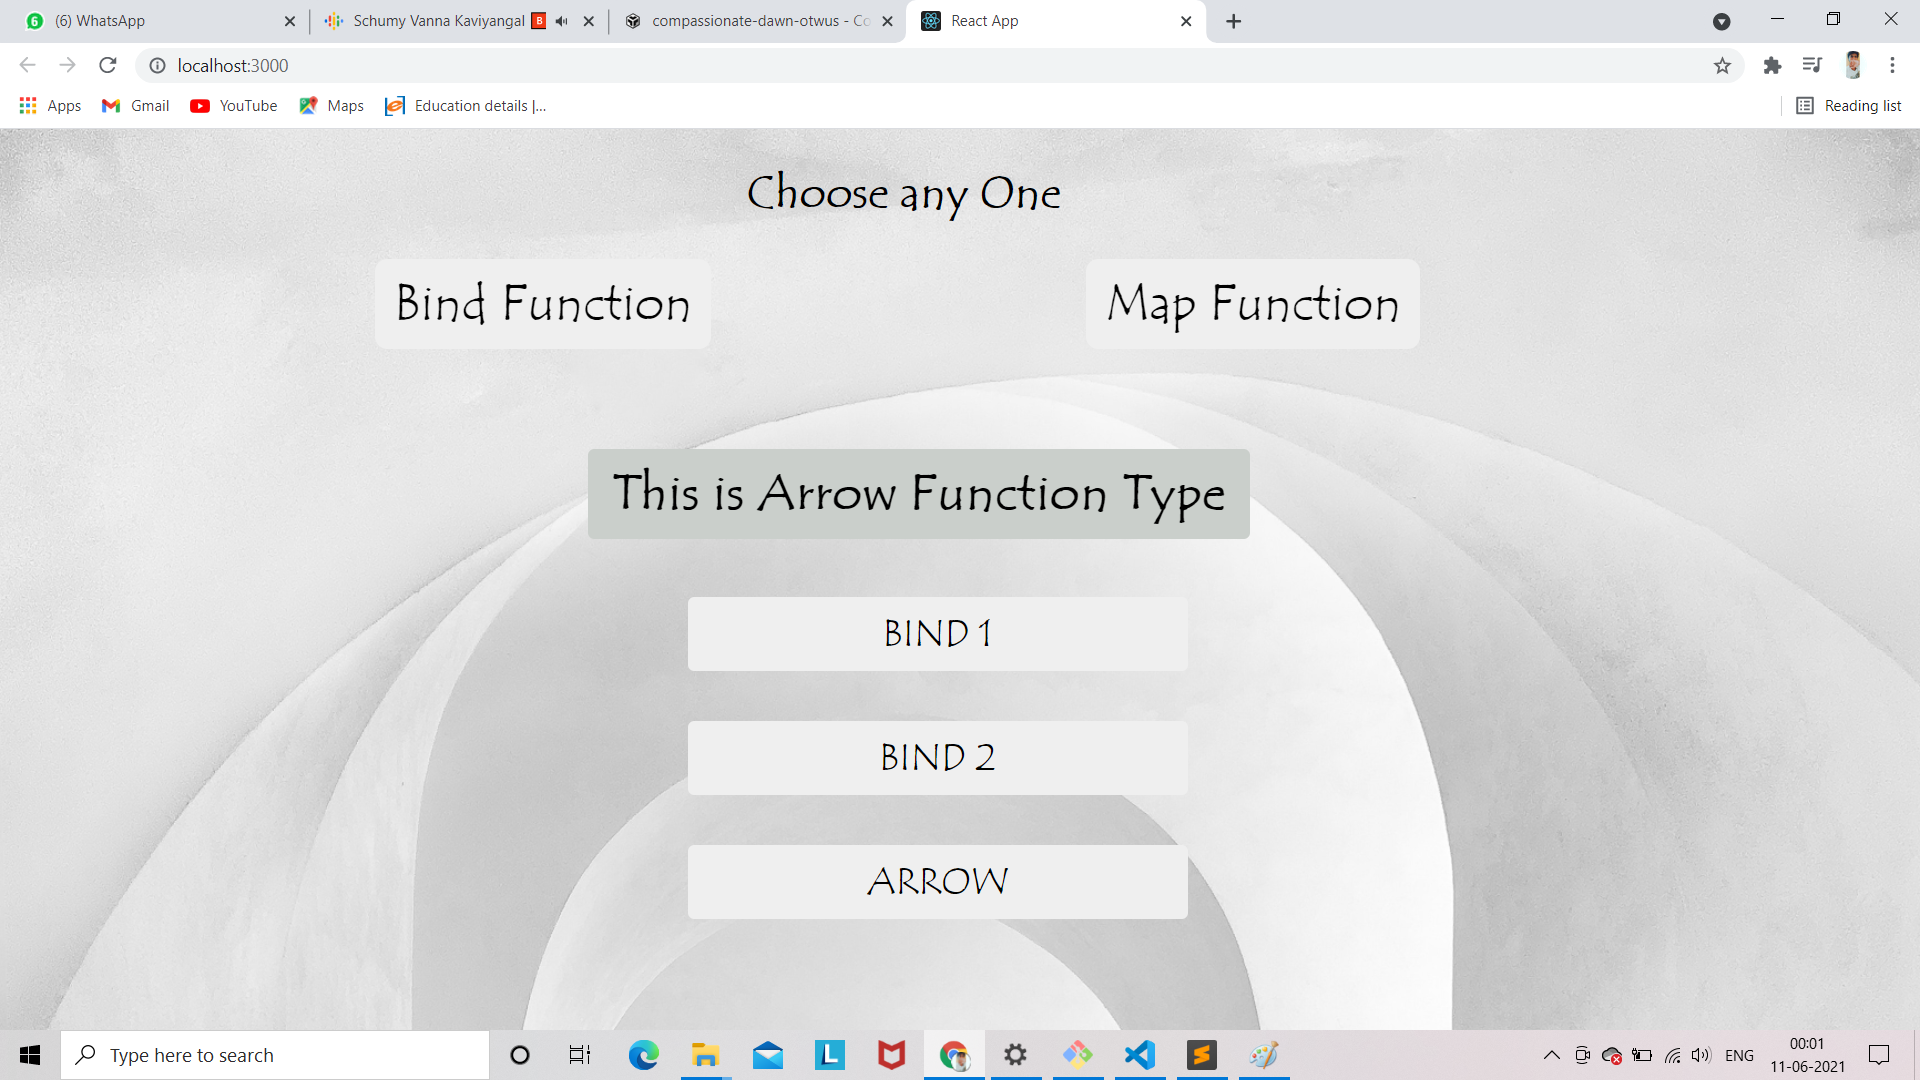 6 (6) WhatsApp
Schumy Vanna Kaviyangal B
compassionate-dawn-otwus - Co
React App
localhost:3000
Apps
Gmail
YouTube
Maps
Education details |...
Reading list
Choose any One
Bind Function
Map Function
This is Arrow Function Type
BIND 1
BIND 2
ARROW
Type here to search
L
S
ENG
00:01
11-06-2021